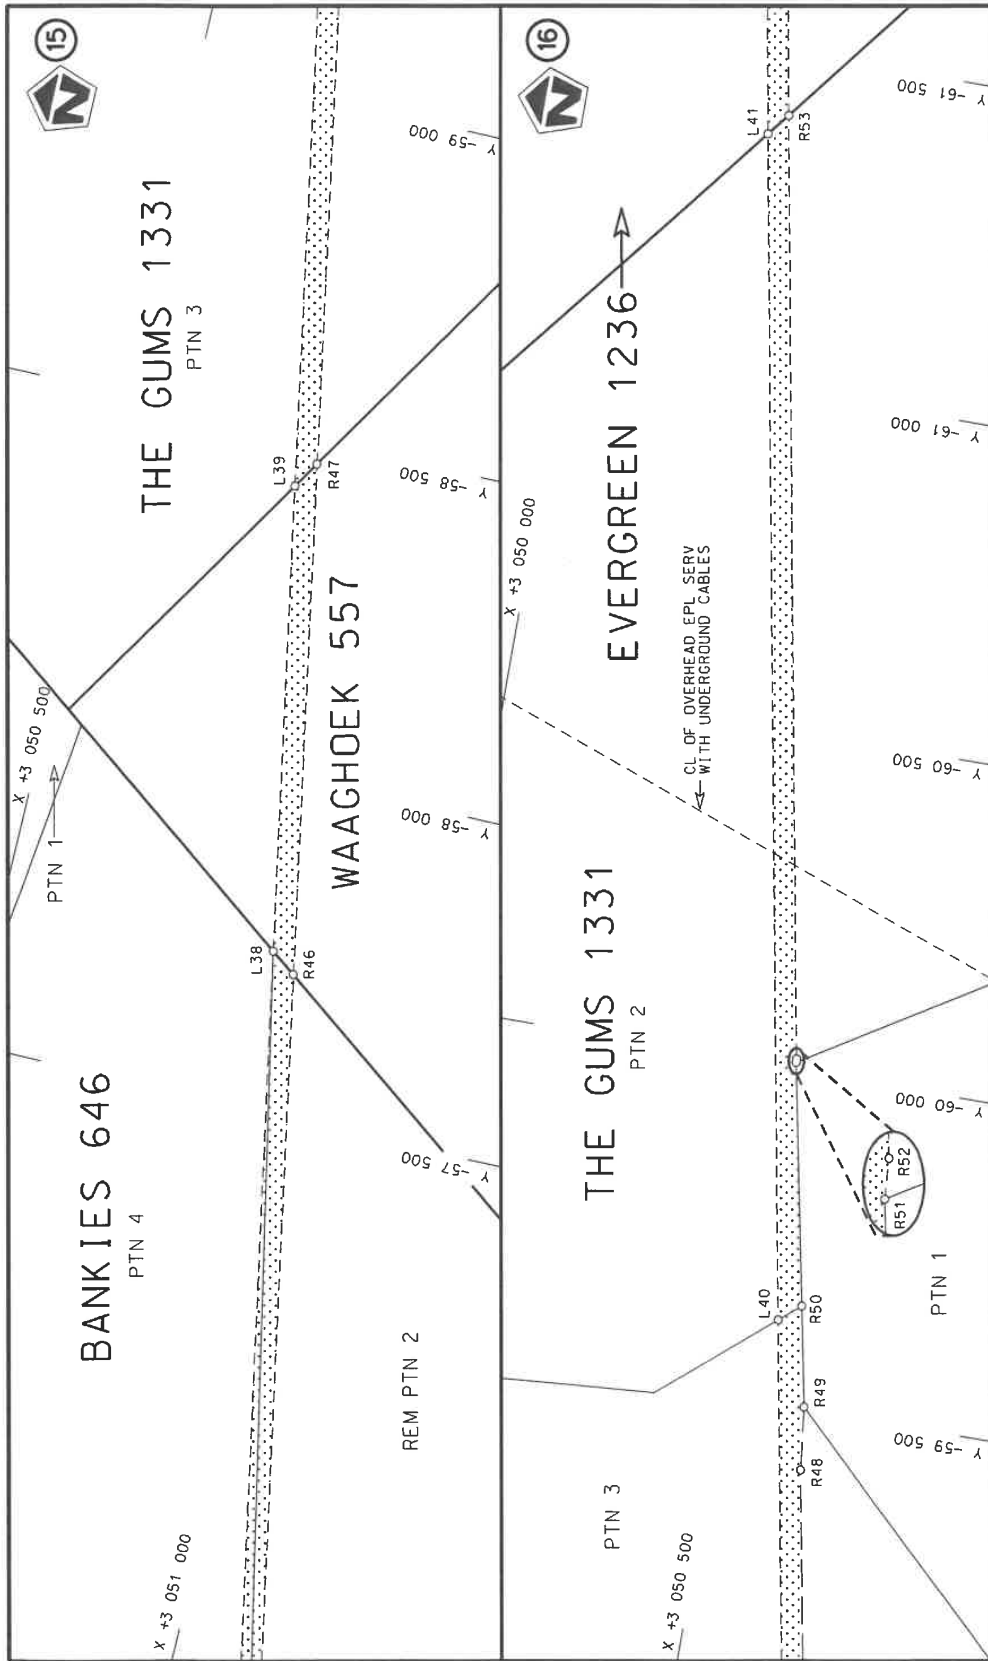 BANKIES 646
PTN 4
PTN 1
X +3 050 500
THE GUMS 1331
PTN 3
N
15
X +3 051 000
L38
R46
L39
R47
WAAGHOEK 557
REM PTN 2
Y -57 500
Y -58 000
Y -58 500
Y -59 000
THE GUMS 1331
PTN 2
PTN 3
X +3 050 500
X +3 050 000
EVERGREEN 1236
CL OF OVERHEAD EPL SERV
WITH UNDERGROUND CABLES
N
16
L40
L41
R48
R49
R50
R51
R52
R53
PTN 1
Y -59 500
Y -60 000
Y -60 500
Y -61 000
Y -61 500